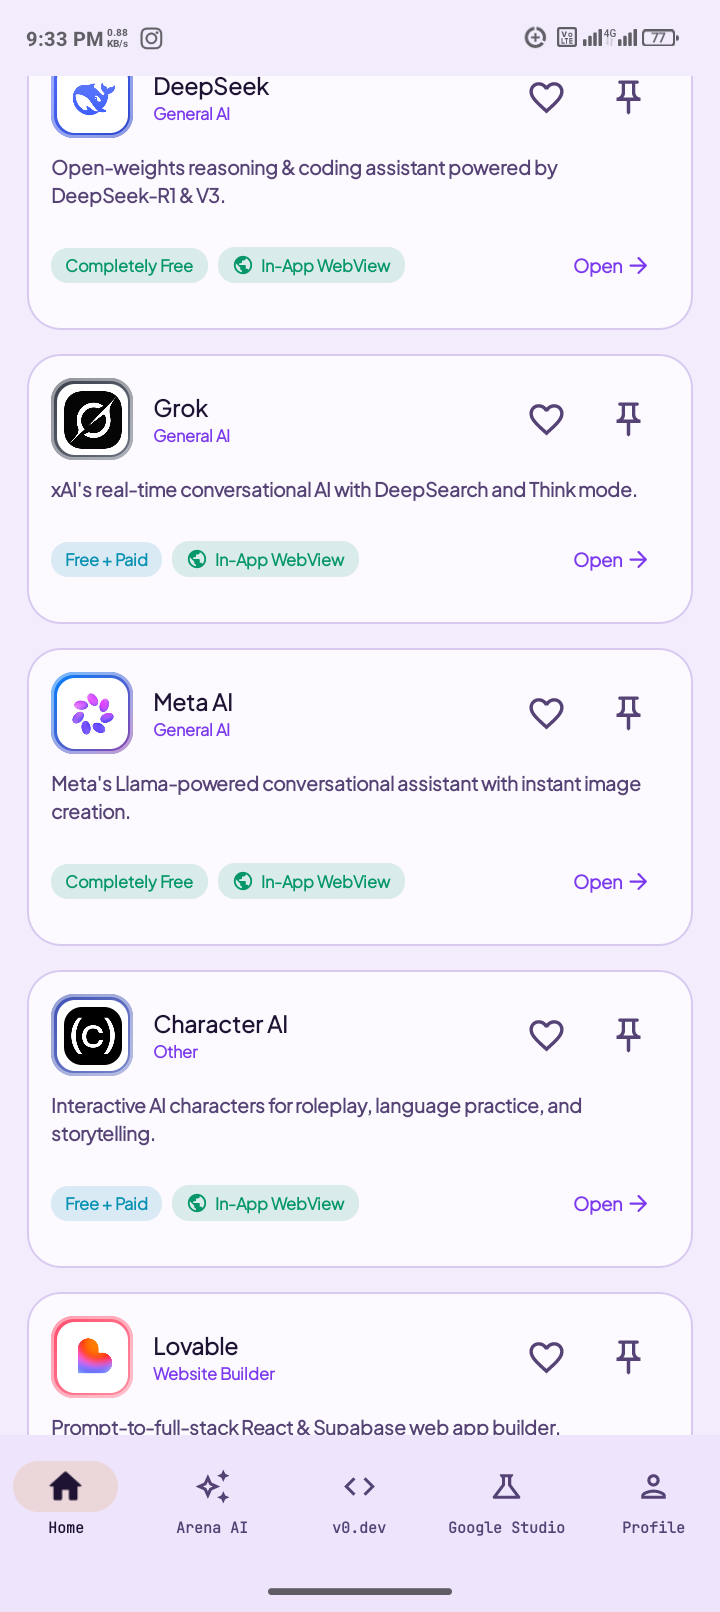 9:33 PM 0.88 KB/s
Vo LTE 4G 77
DeepSeek
General AI
Open-weights reasoning & coding assistant powered by
DeepSeek-R1 & V3.
Completely Free In-App WebView Open →
Grok
General AI
xAI's real-time conversational AI with DeepSearch and Think mode.
Free + Paid In-App WebView Open →
Meta AI
General AI
Meta's Llama-powered conversational assistant with instant image
creation.
Completely Free In-App WebView Open →
(c) Character AI
Other
Interactive AI characters for roleplay, language practice, and
storytelling.
Free + Paid In-App WebView Open →
Lovable
Website Builder
Prompt-to-full-stack React & Supabase web app builder.
Home Arena AI v0.dev Google Studio Profile